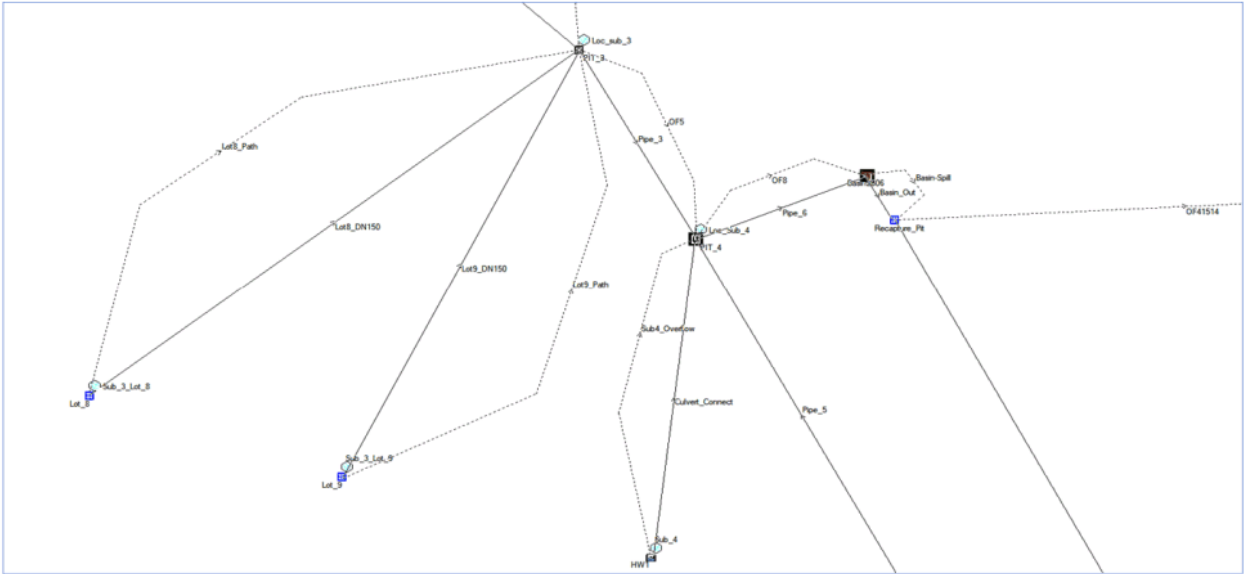 Loc_sub_3
PIT_3
OF5
Pipe_3
Lot8_Path
OF8
Basin-Spill
Basin_Out
Pipe_6
OF41514
Lot8_DN150
Loc_Sub_4
Recapture_Pit
PIT_4
Lot9_DN150
Lot9_Path
Sub4_Overflow
Sub_3_Lot_8
Lot_8
Culvert_Connect
Pipe_5
Sub_3_Lot_9
Lot_9
Sub_4
HW1